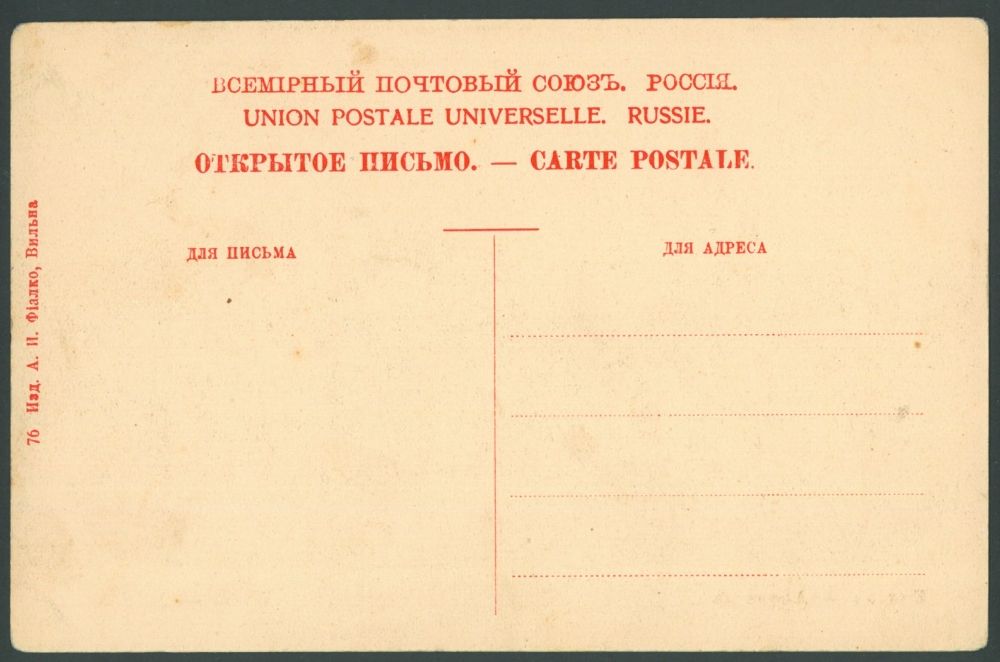 ВСЕМІРНЫЙ ПОЧТОВЫЙ СОЮЗЪ. РОССІЯ.
UNION POSTALE UNIVERSELLE. RUSSIE.
ОТКРЫТОЕ ПИСЬМО. — CARTE POSTALE.
ДЛЯ ПИСЬМА
ДЛЯ АДРЕСА
76 Изд. А. И. Фіалко, Вильна